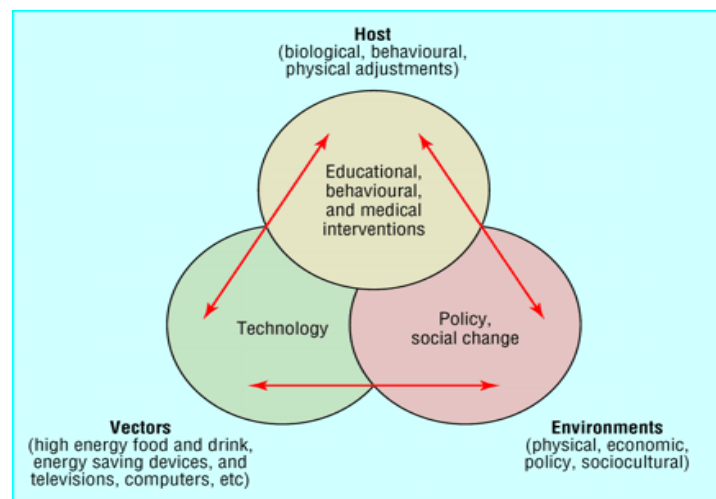 Host
(biological, behavioural,
physical adjustments)
Educational,
behavioural,
and medical
interventions
Technology
Policy,
social change
Vectors
(high energy food and drink,
energy saving devices, and
televisions, computers, etc)
Environments
(physical, economic,
policy, sociocultural)